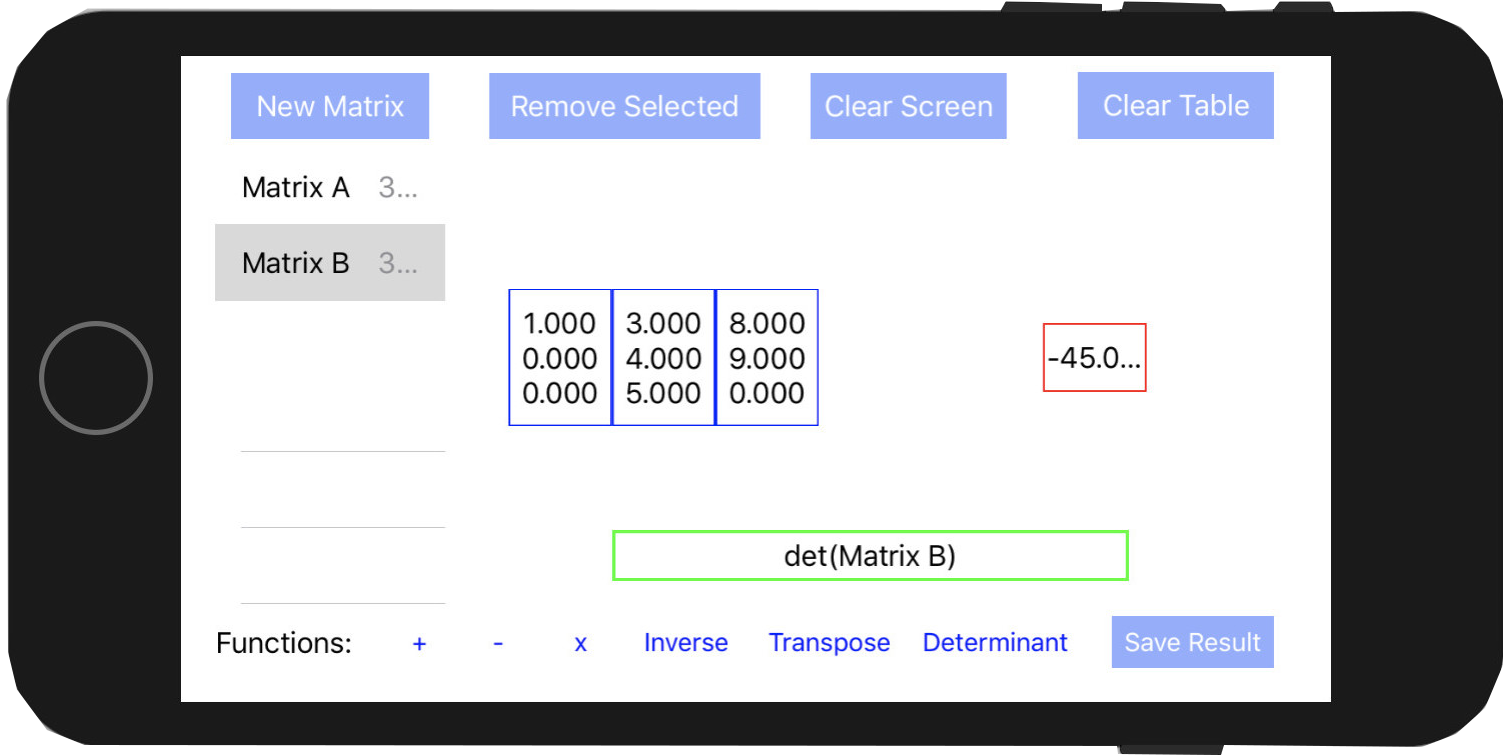 New Matrix Remove Selected Clear Screen Clear Table
Matrix A 3...
Matrix B 3...
1.000 3.000 8.000
0.000 4.000 9.000
0.000 5.000 0.000
-45.0...
det(Matrix B)
Functions: + - x Inverse Transpose Determinant Save Result